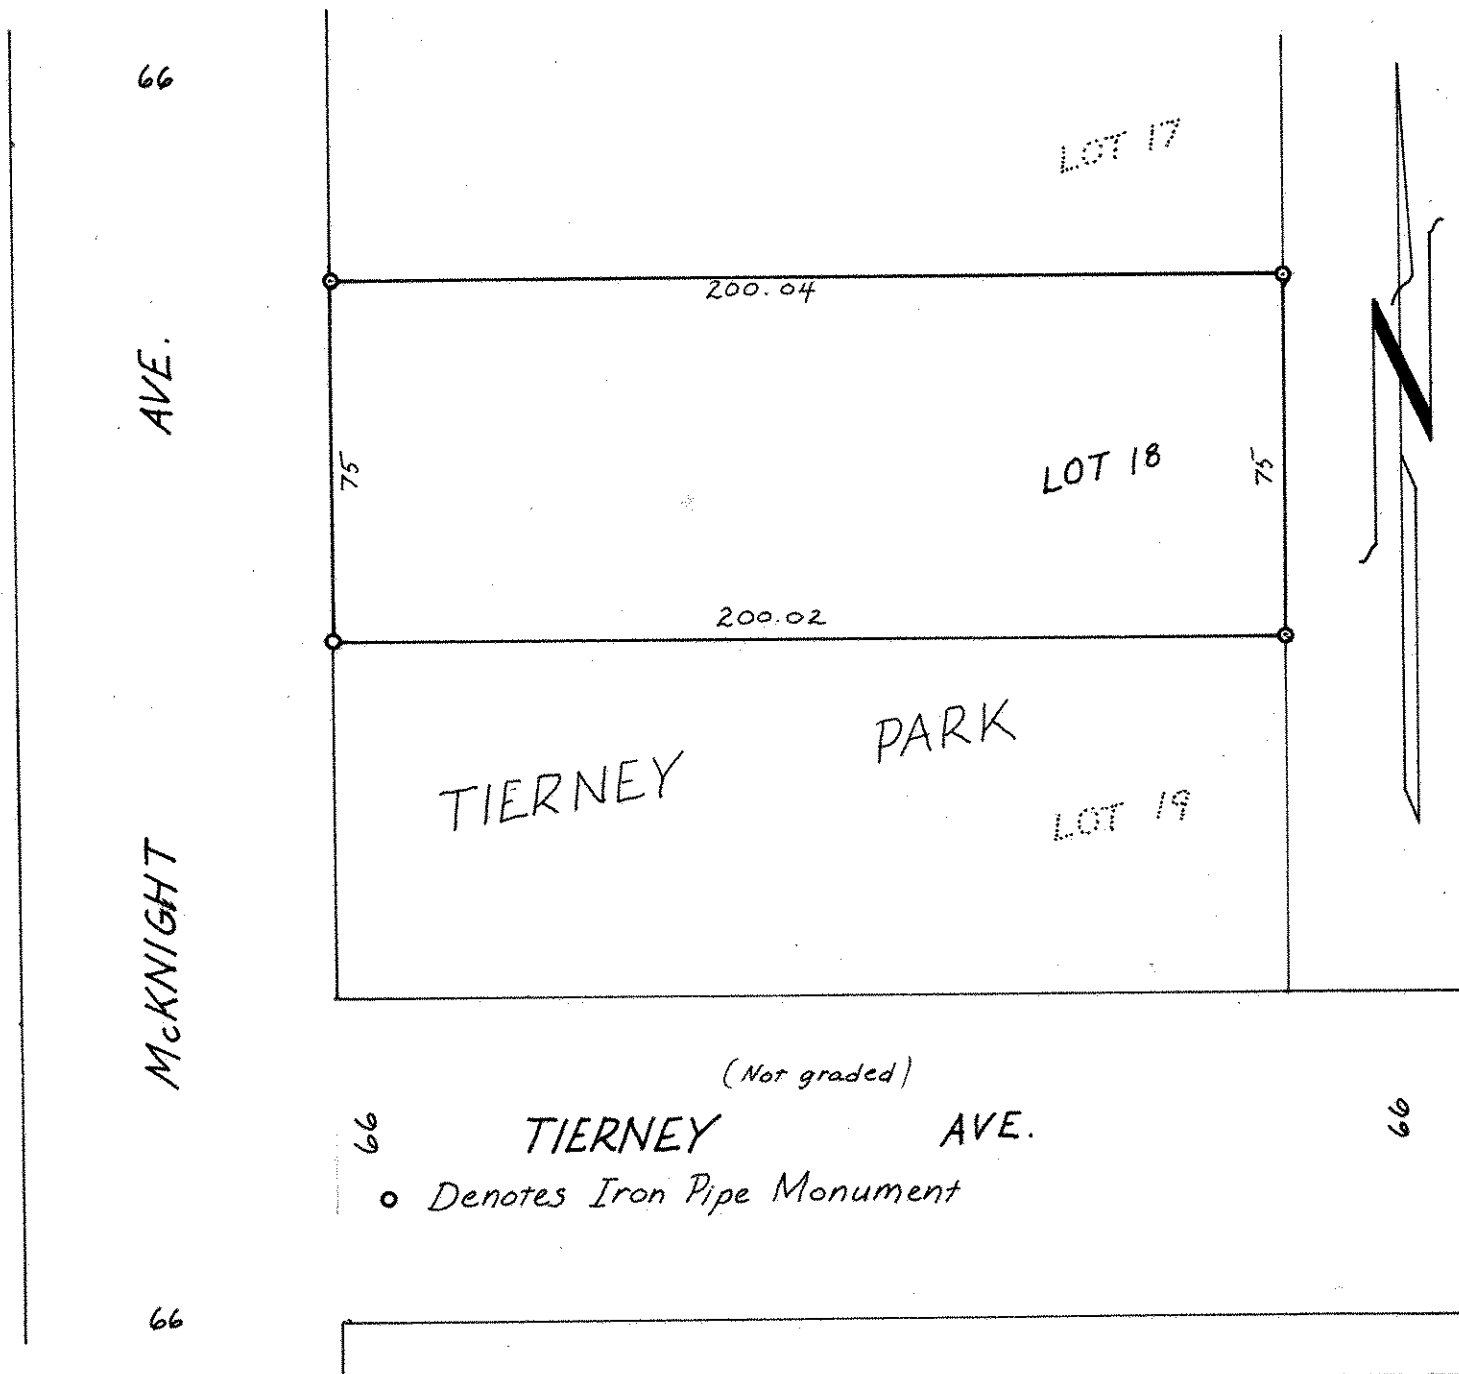 66
LOT 17
200.04
AVE.
N
75
LOT 18
75
200.02
TIERNEY PARK
LOT 19
McKNIGHT
(Not graded)
66
TIERNEY AVE.
66
o Denotes Iron Pipe Monument
66